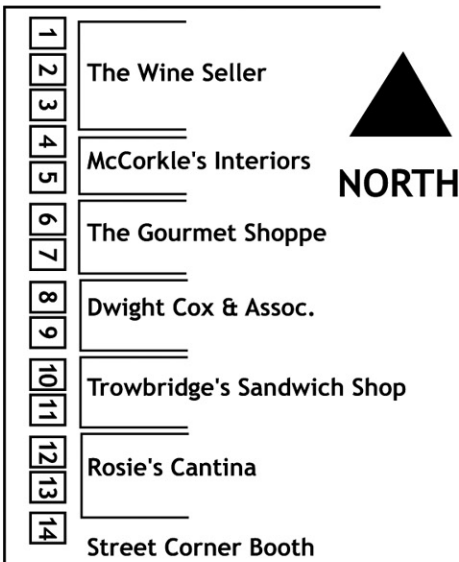 1
2
The Wine Seller
3
4
McCorkle's Interiors
5
NORTH
6
The Gourmet Shoppe
7
8
Dwight Cox & Assoc.
9
10
Trowbridge's Sandwich Shop
11
12
Rosie's Cantina
13
14
Street Corner Booth